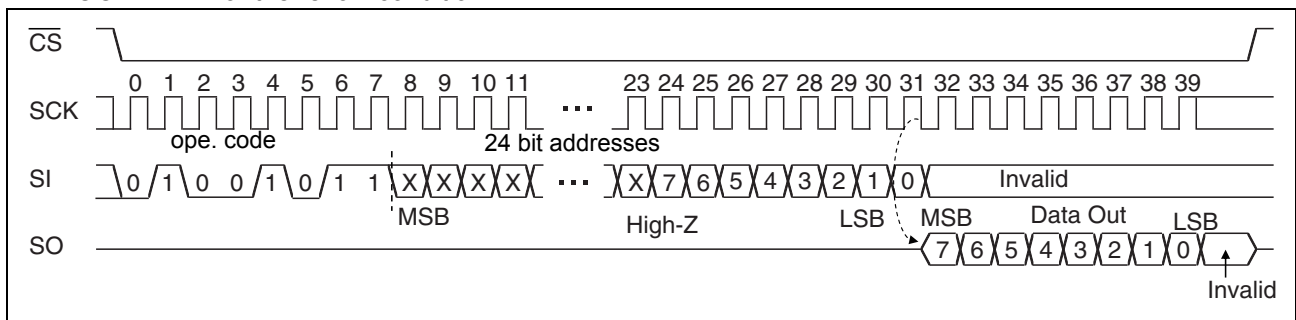 CS
0 1 2 3 4 5 6 7 8 9 10 11 23 24 25 26 27 28 29 30 31 32 33 34 35 36 37 38 39
SCK ...
ope. code 24 bit addresses
SI 0 1 0 0 1 0 1 1 X X X X ... X 7 6 5 4 3 2 1 0 Invalid
MSB High-Z LSB MSB Data Out LSB
SO 7 6 5 4 3 2 1 0
Invalid